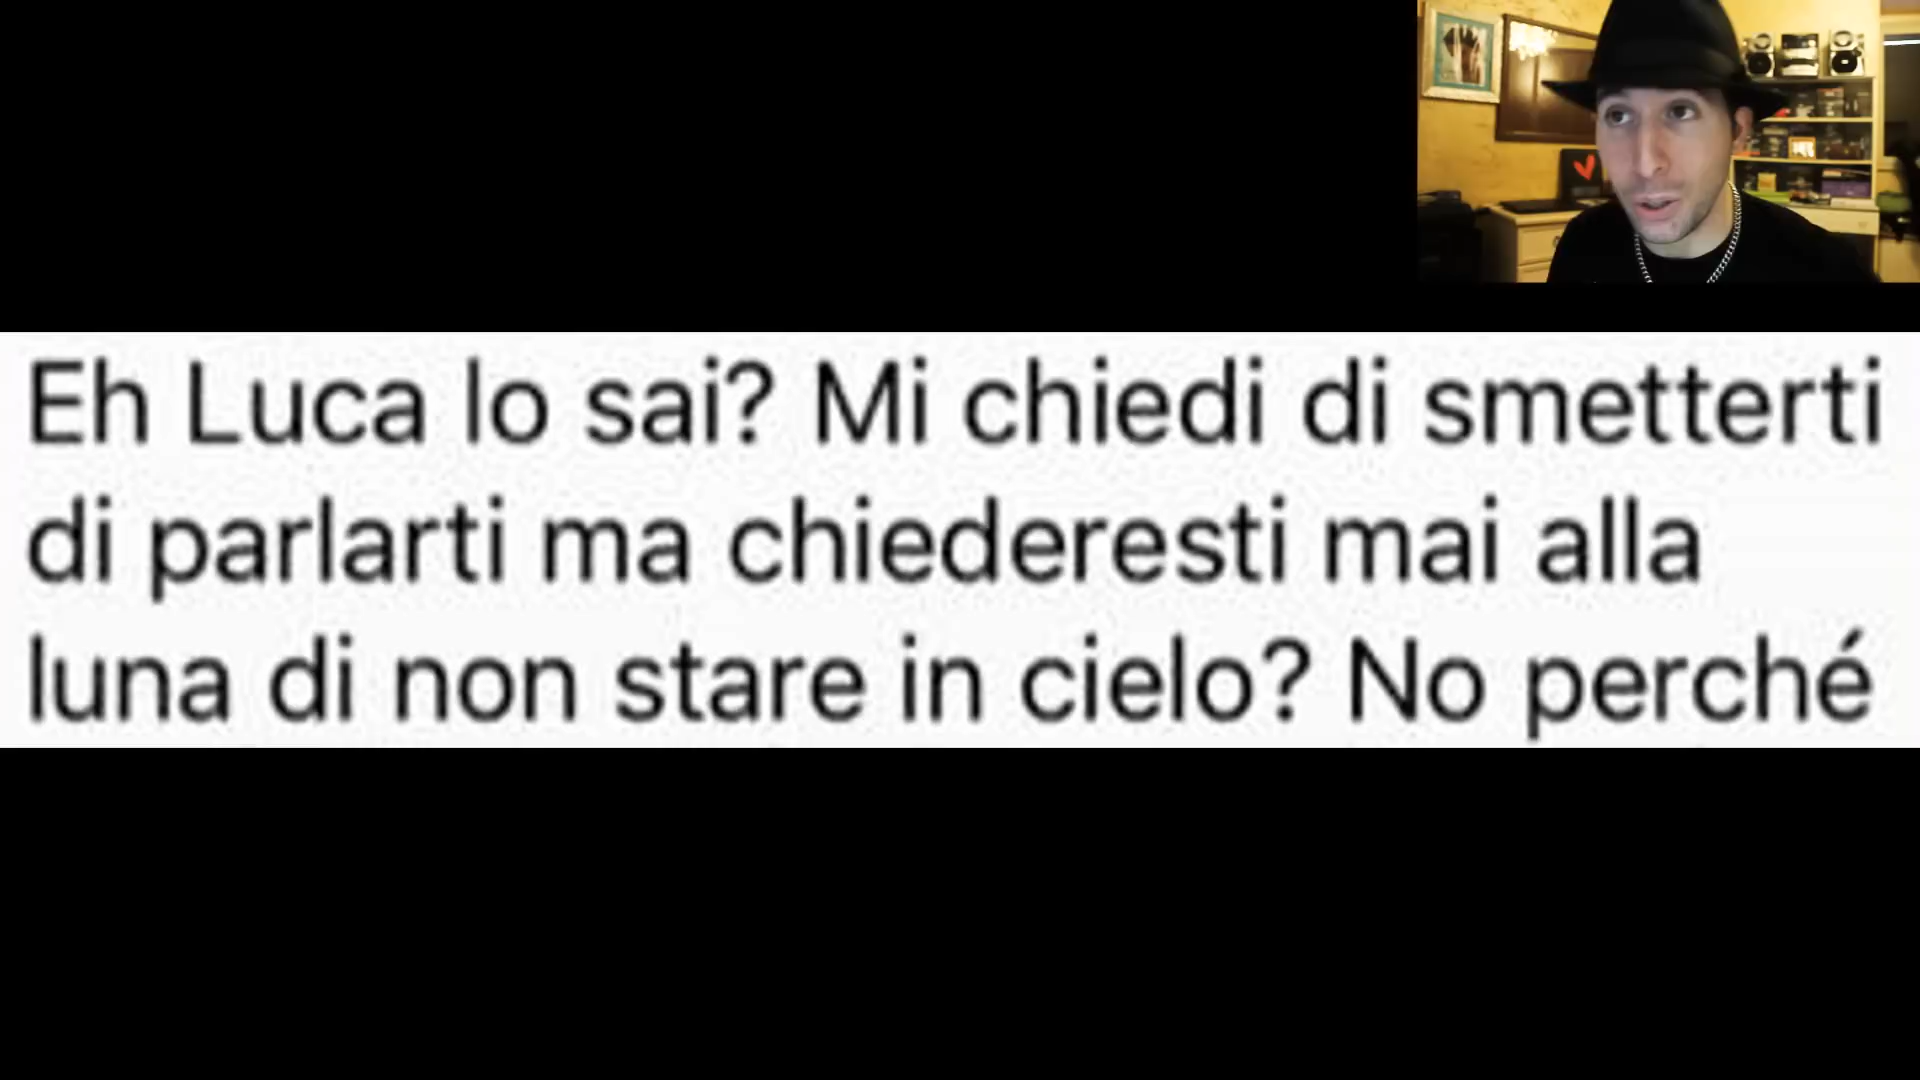 Eh Luca lo sai? Mi chiedi di smetterti
di parlarti ma chiederesti mai alla
luna di non stare in cielo? No perché